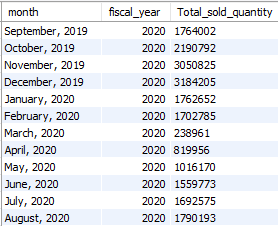 month fiscal_year Total_sold_quantity
September, 2019 2020 1764002
October, 2019 2020 2190792
November, 2019 2020 3050825
December, 2019 2020 3184205
January, 2020 2020 1762652
February, 2020 2020 1702785
March, 2020 2020 238961
April, 2020 2020 819956
May, 2020 2020 1016170
June, 2020 2020 1559773
July, 2020 2020 1692575
August, 2020 2020 1790193